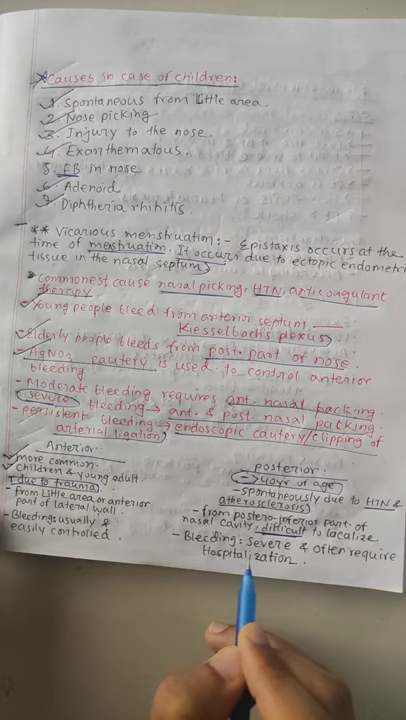 *Causes in case of children:
1. Spontaneous from Little area.
2. Nose picking
3. Injury to the nose.
4. Exanthematous.
5. FB in nose
6. Adenoid
7. Diphtheria rhinitis.
** Vicarious menstruation:- Epistaxis occurs at the
time of menstruation. It occurs due to ectopic endometri
tissue in the nasal septum)
* Commonest cause nasal picking, HTN, anticoagulant
therapy
Young people bleed from anterior septum
Kiesselbach's plexus)
Elderly people bleeds from post. part of nose.
AgNO3 cautery is used to control anterior
bleeding
- Moderate bleeding requires ant. nasal packing.
(severe) bleeding → ant. & post. nasal packing.
- persistent bleeding → endoscopic cautery/clipping of
arterial ligation)
Anterior:-
more common.
Children & young adult
due to trauma).
- from Little area or anterior
part of lateral wall.
- Bleeding: usually &
easily controlled.
posterior.
- > 40yr of age)
- spontaneously due to HTN &
atherosclerosis)
- from postero-inferior part of
nasal cavity: difficult to localize.
- Bleeding: severe & often require
Hospitalization.